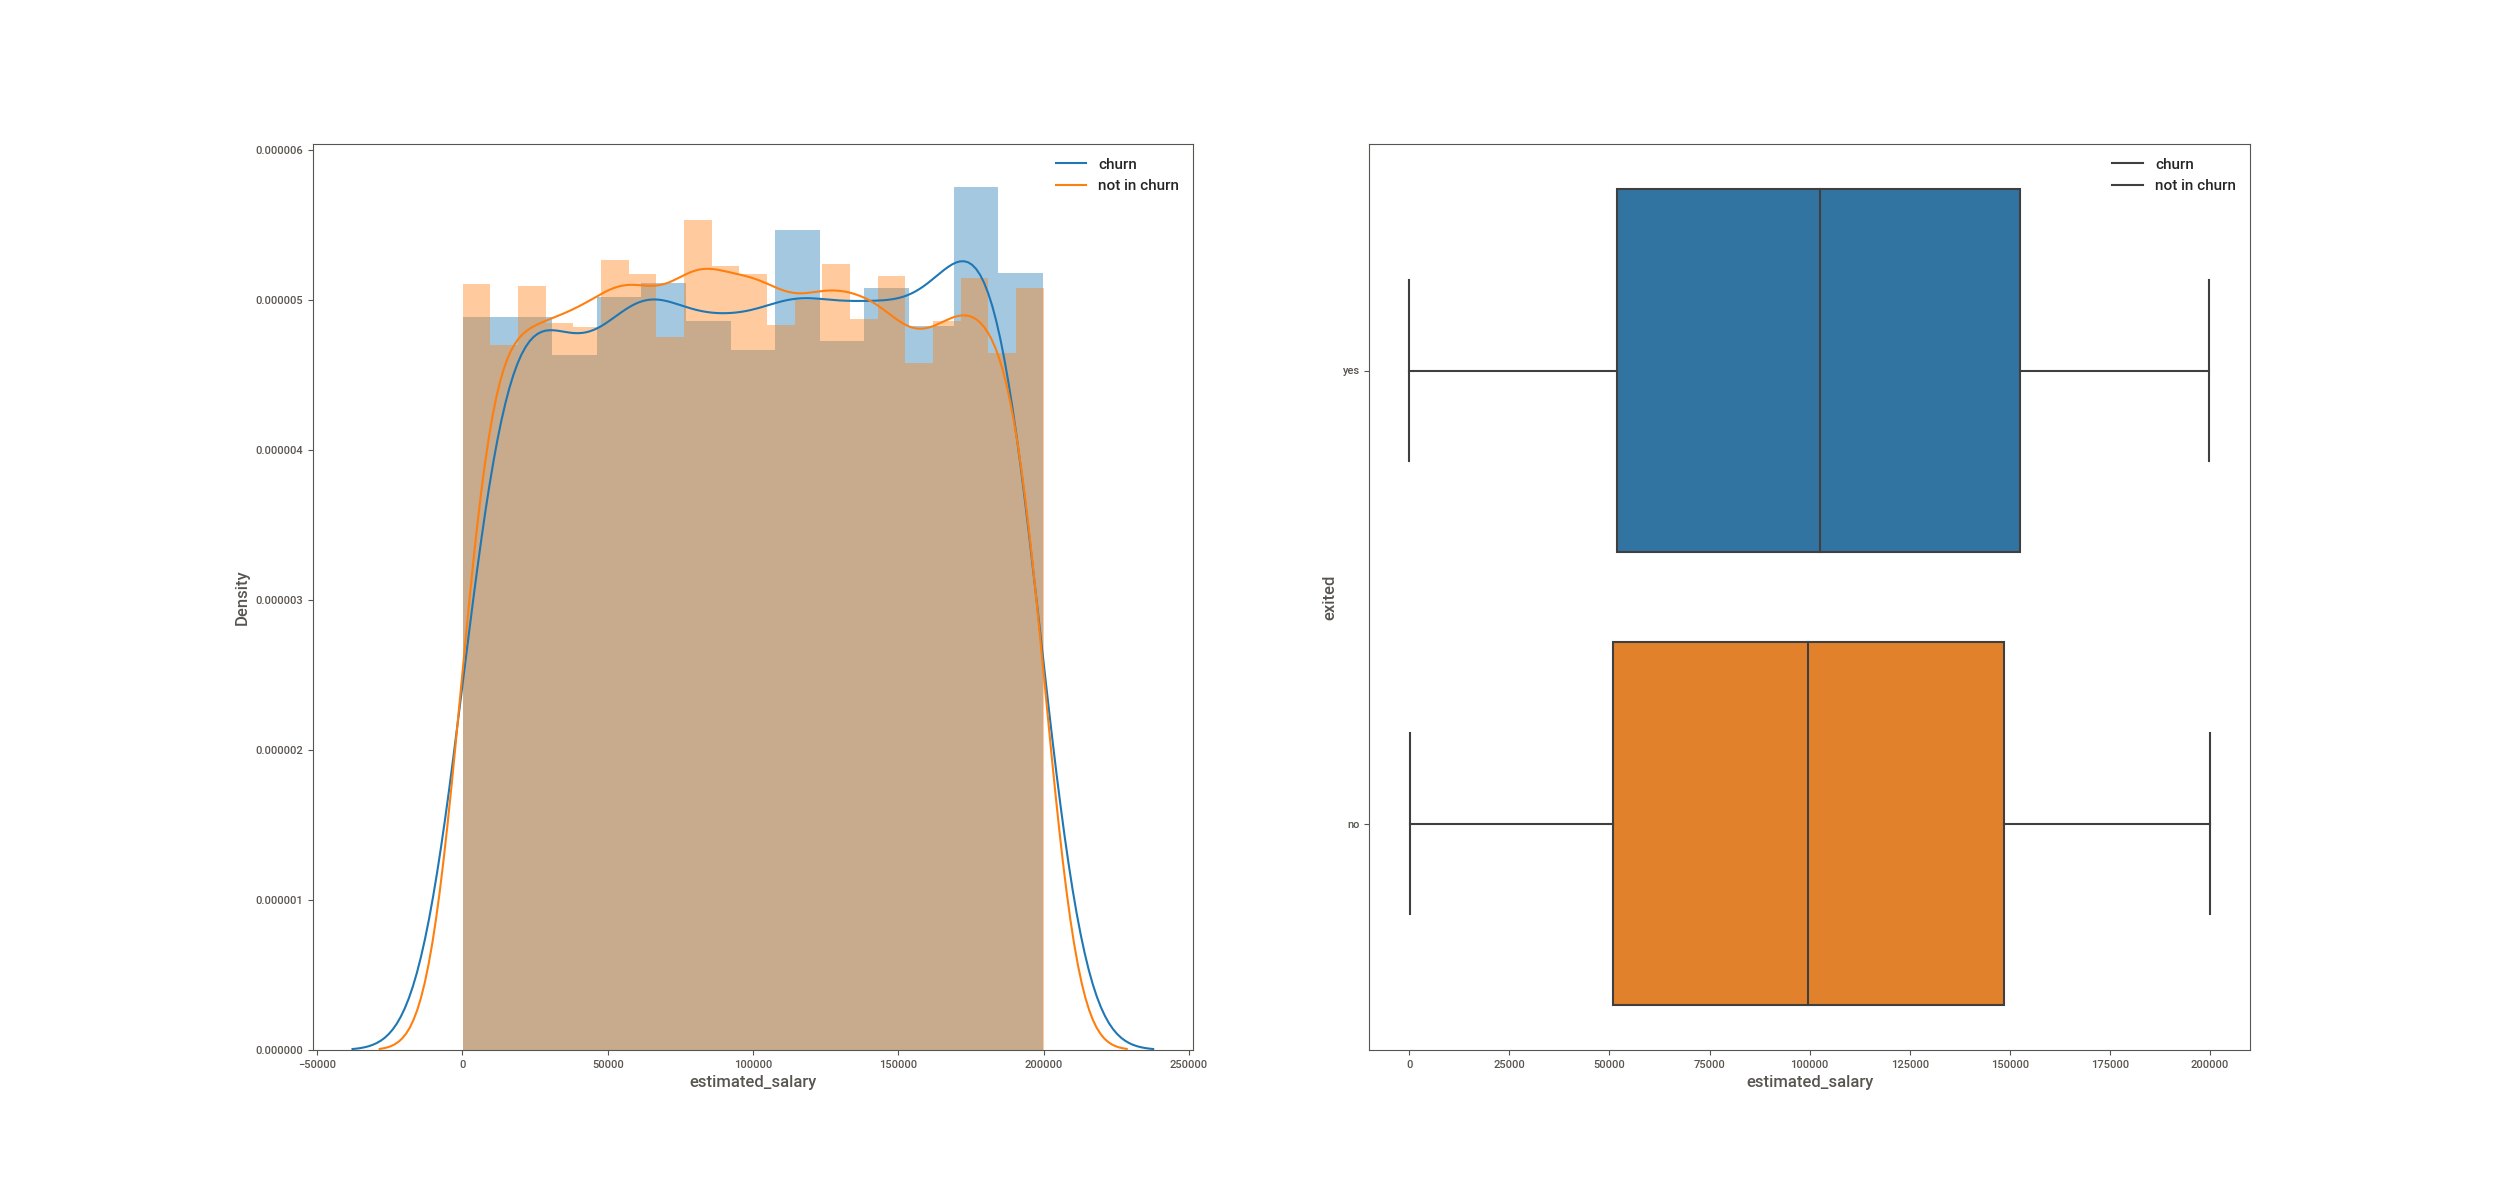 churn
not in churn
0.000006
0.000005
0.000004
0.000003
0.000002
0.000001
0.000000
Density
−50000 0 50000 100000 150000 200000 250000
estimated_salary
churn
not in churn
yes
no
exited
0 25000 50000 75000 100000 125000 150000 175000 200000
estimated_salary